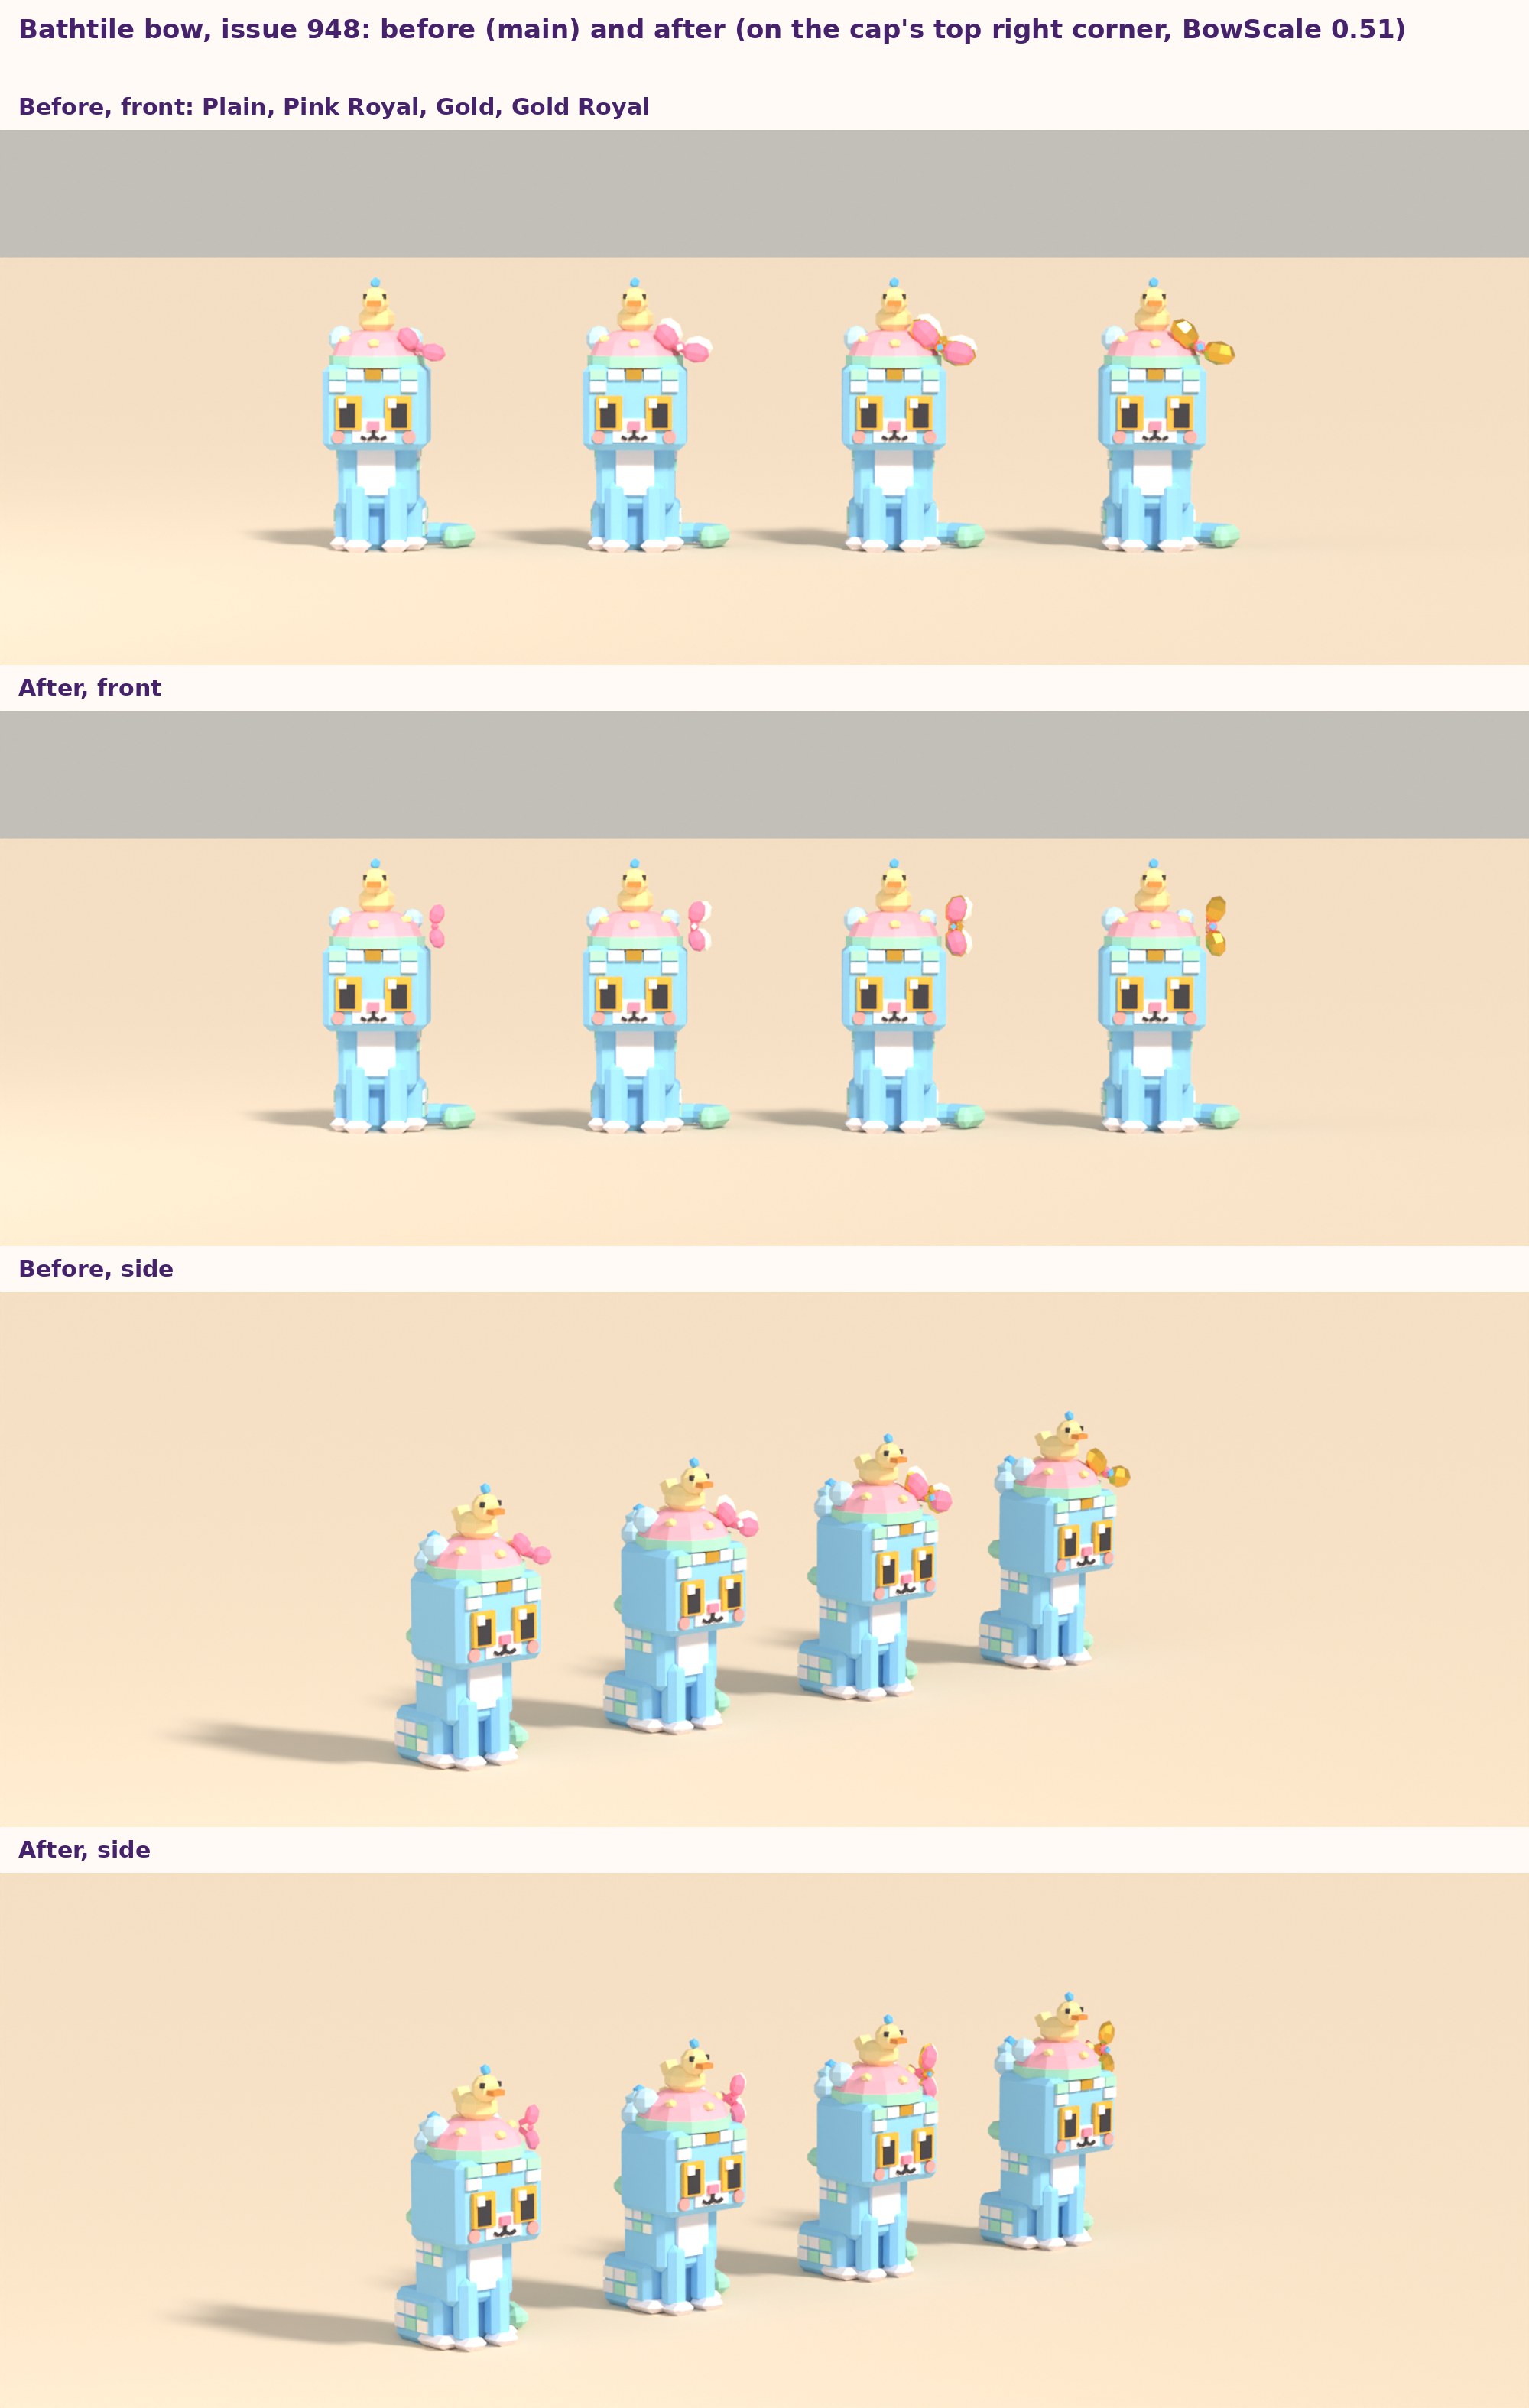 Bathtile bow, issue 948: before (main) and after (on the cap's top right corner, BowScale 0.51)
Before, front: Plain, Pink Royal, Gold, Gold Royal
After, front
Before, side
After, side